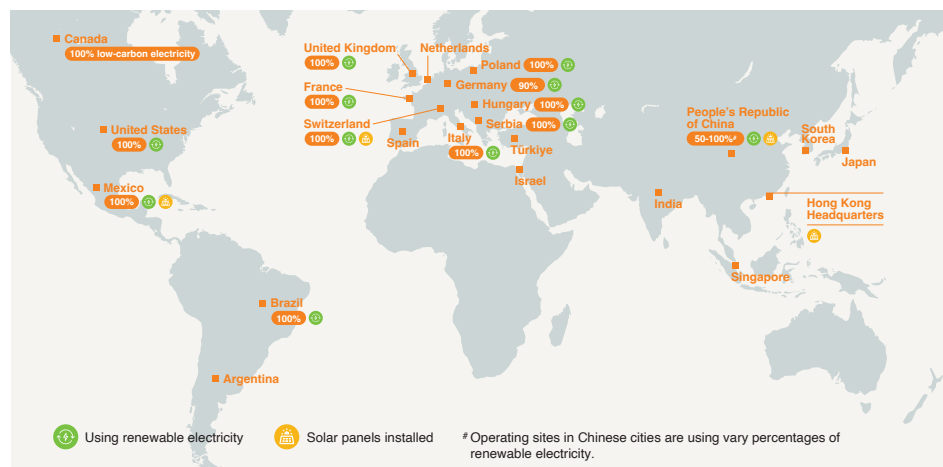 Canada
100% low-carbon electricity
United States
100%
Mexico
100%
Brazil
100%
Argentina
United Kingdom
100%
France
100%
Switzerland
100%
Netherlands
Poland 100%
Germany 90%
Hungary 100%
Serbia 100%
Spain
Italy
100%
Türkiye
Israel
People's Republic
of China
50-100%#
South
Korea
Japan
India
Hong Kong
Headquarters
Singapore
Using renewable electricity
Solar panels installed
# Operating sites in Chinese cities are using vary percentages of
renewable electricity.